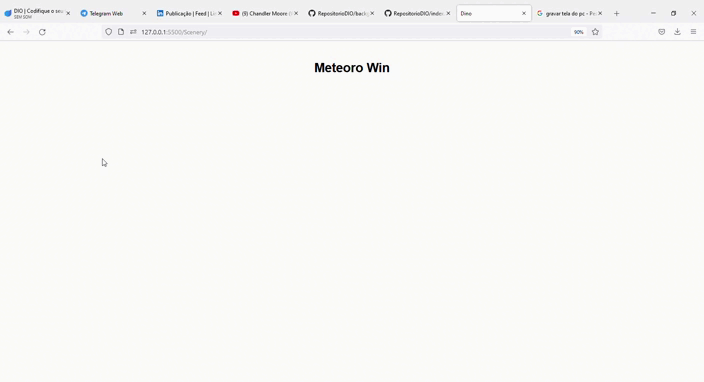 DIO | Codifique o seu
SEM SOM
Telegram Web
Publicação | Feed | Li
(9) Chandler Moore
RepositorioDIO/back
RepositorioDIO/index
Dino
gravar tela do pc - Pe
127.0.0.1:5500/Scenery/
90%
Meteoro Win